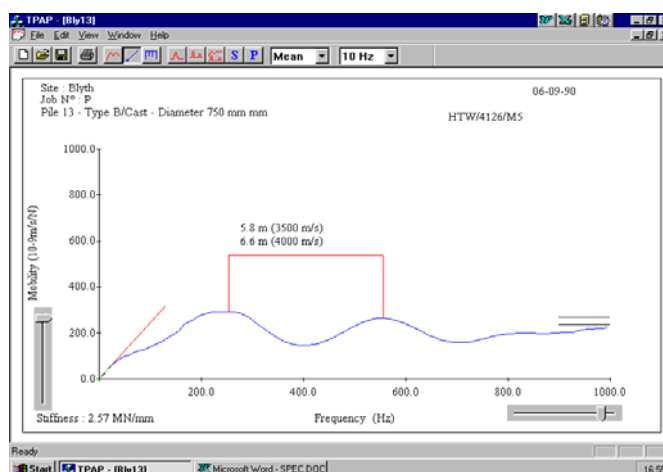 TPAP - [Bly13]
File Edit View Window Help
S P Mean 10 Hz
Site : Blyth
06-09-90
Job Nº : P
Pile 13 - Type B/Cast - Diameter 750 mm mm
HTW/4126/M5
1000.0
800.0
600.0
400.0
200.0
0.0
Mobility (10-9m/s/N)
5.8 m (3500 m/s)
6.6 m (4000 m/s)
200.0 400.0 600.0 800.0 1000.0
Stiffness : 2.57 MN/mm
Frequency (Hz)
Ready
Start TPAP - [Bly13] Microsoft Word - SPEC.DOC